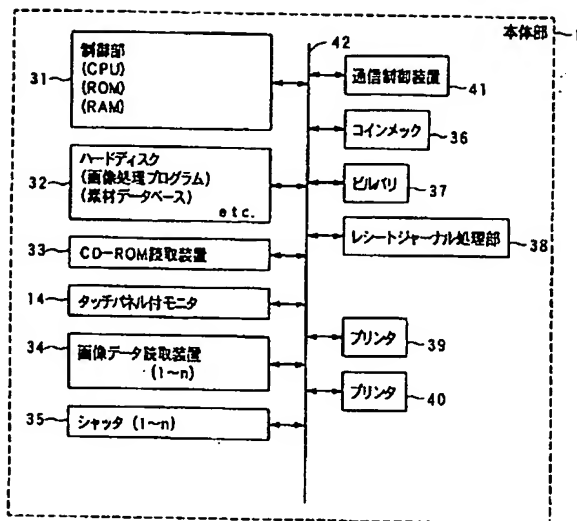 本体部
42
制御部
(CPU)
(ROM)
(RAM)
31
通信制御装置
41
コインメック
36
ハードディスク
(画像処理プログラム)
(素材データベース)
etc.
32
ビルバリ
37
レシートジャーナル処理部
38
33
CD-ROM読取装置
14
タッチパネル付モニタ
34
画像データ読取装置
(1~n)
プリンタ
39
プリンタ
40
35
シャッタ (1~n)